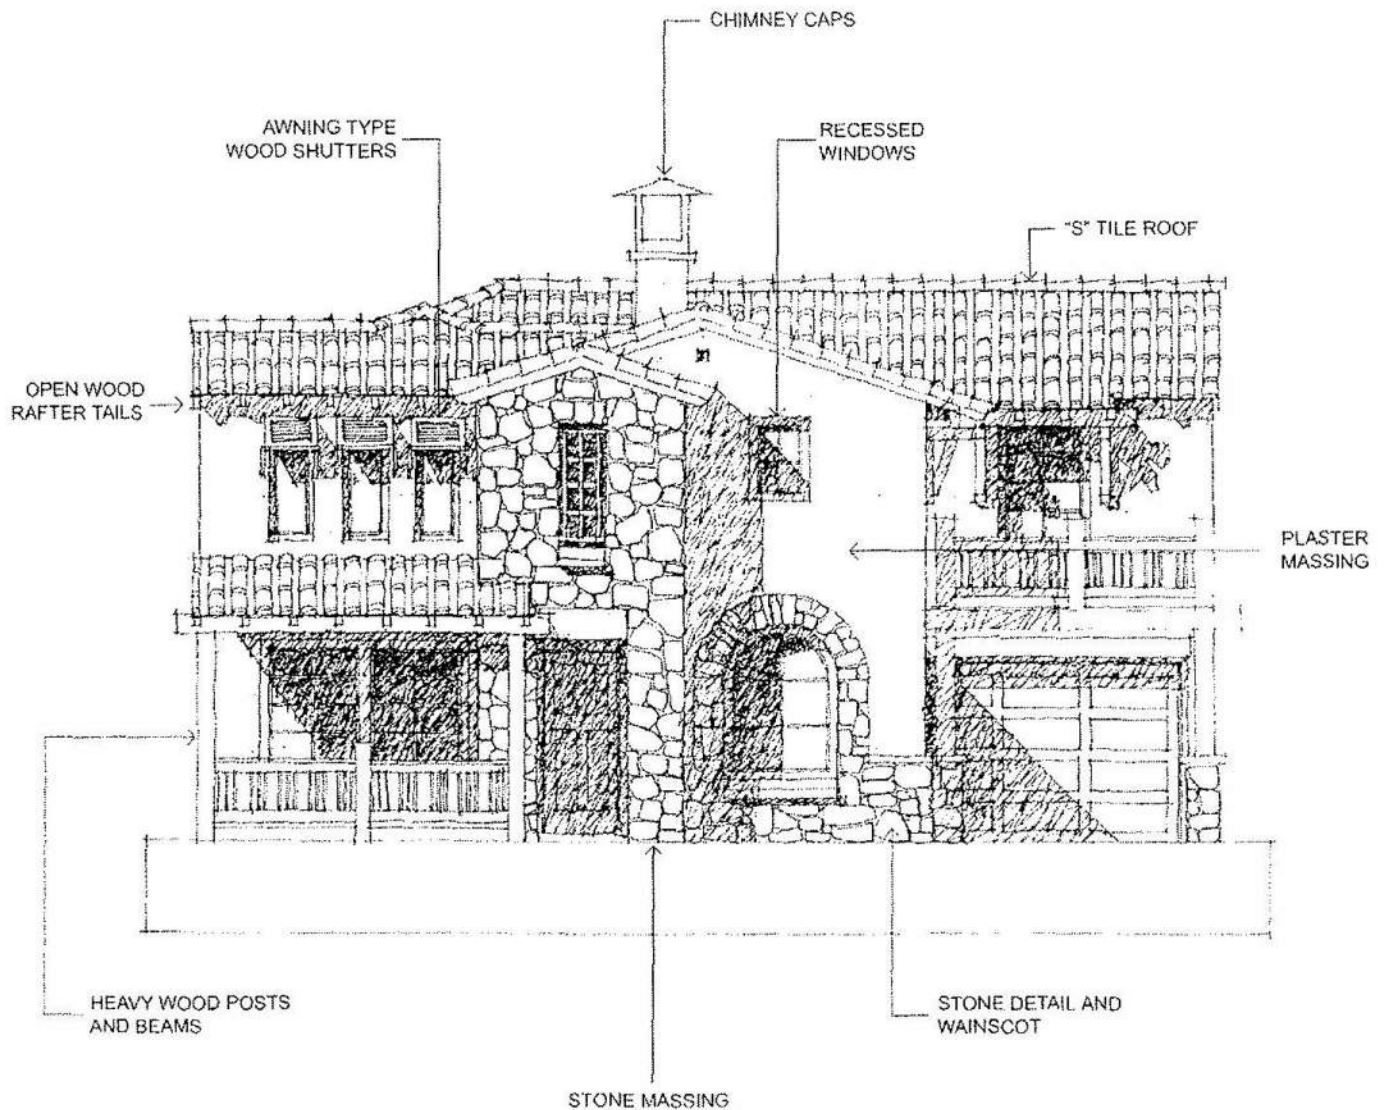 CHIMNEY CAPS
AWNING TYPE
WOOD SHUTTERS
RECESSED
WINDOWS
"S" TILE ROOF
OPEN WOOD
RAFTER TAILS
PLASTER
MASSING
HEAVY WOOD POSTS
AND BEAMS
STONE DETAIL AND
WAINSCOT
STONE MASSING